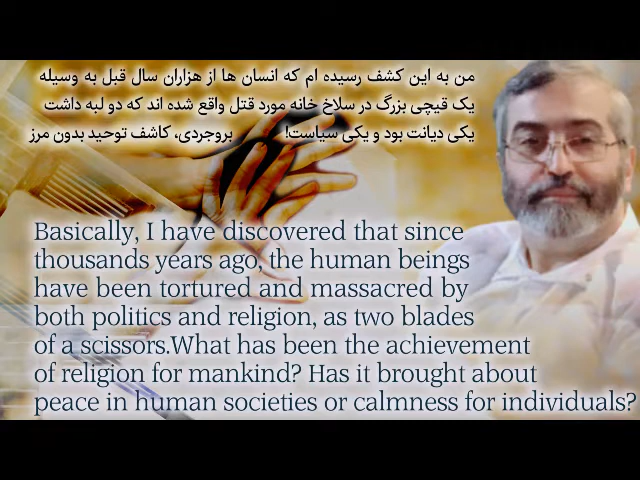 من به این کشف رسیده ام که انسان ها از هزاران سال قبل به وسیله
یک قیچی بزرگ در سلاخ خانه مورد قتل واقع شده اند که دو لبه داشت
یکی دیانت بود و یکی سیاست! بروجردی، کاشف توحید بدون مرز
Basically, I have discovered that since
thousands years ago, the human beings
have been tortured and massacred by
both politics and religion, as two blades
of a scissors.What has been the achievement
of religion for mankind? Has it brought about
peace in human societies or calmness for individuals?